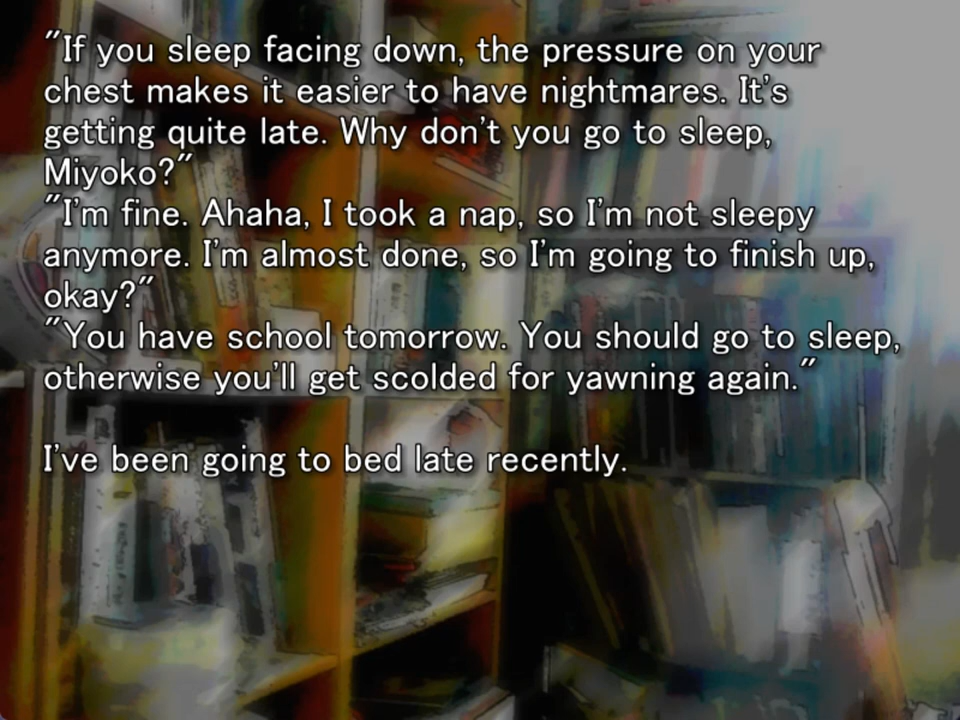 "If you sleep facing down, the pressure on your
chest makes it easier to have nightmares. It's
getting quite late. Why don't you go to sleep,
Miyoko?"
"I'm fine. Ahaha, I took a nap, so I'm not sleepy
anymore. I'm almost done, so I'm going to finish up,
okay?"
"You have school tomorrow. You should go to sleep,
otherwise you'll get scolded for yawning again."
I've been going to bed late recently.